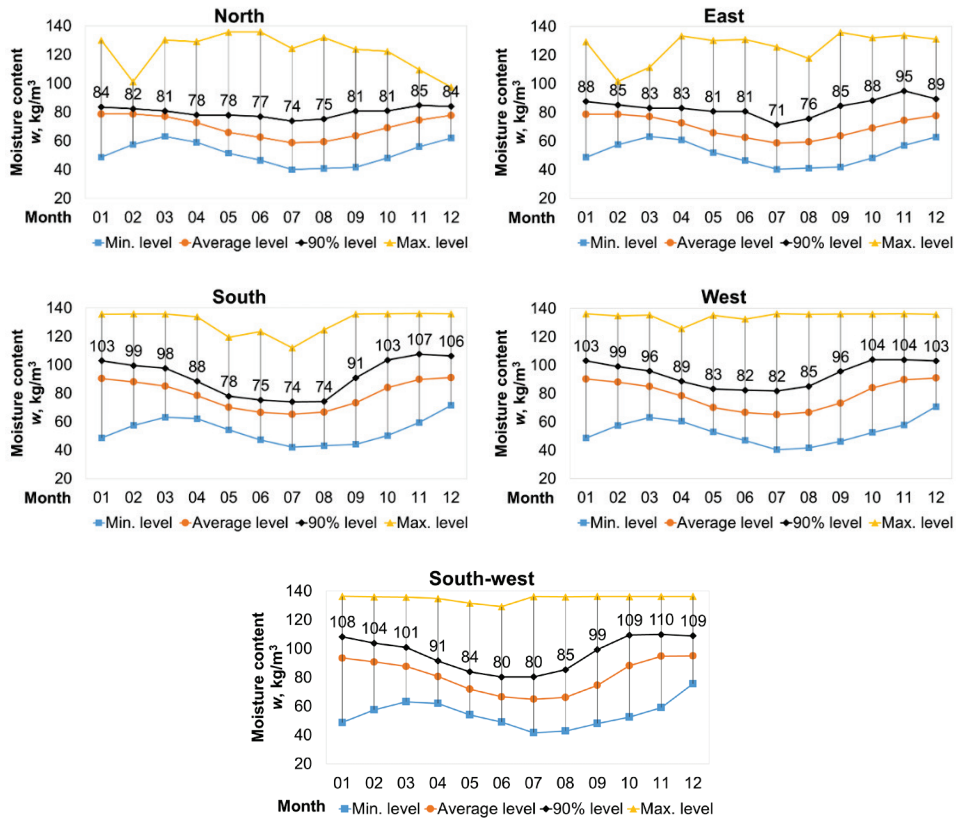 North
Moisture content
w, kg/m³
140
120
100
80
60
40
20
84 82 81 78 78 77 74 75 81 81 85 84
Month 01 02 03 04 05 06 07 08 09 10 11 12
Min. level Average level 90% level Max. level
East
Moisture content
w, kg/m³
140
120
100
80
60
40
20
88 85 83 83 81 81 71 76 85 88 95 89
Month 01 02 03 04 05 06 07 08 09 10 11 12
Min. level Average level 90% level Max. level
South
Moisture content
w, kg/m³
140
120
100
80
60
40
20
103 99 98 88 78 75 74 74 91 103 107 106
Month 01 02 03 04 05 06 07 08 09 10 11 12
Min. level Average level 90% level Max. level
West
Moisture content
w, kg/m³
140
120
100
80
60
40
20
103 99 96 89 83 82 82 85 96 104 104 103
Month 01 02 03 04 05 06 07 08 09 10 11 12
Min. level Average level 90% level Max. level
South-west
Moisture content
w, kg/m³
140
120
100
80
60
40
20
108 104 101 91 84 80 80 85 99 109 110 109
01 02 03 04 05 06 07 08 09 10 11 12
Month Min. level Average level 90% level Max. level